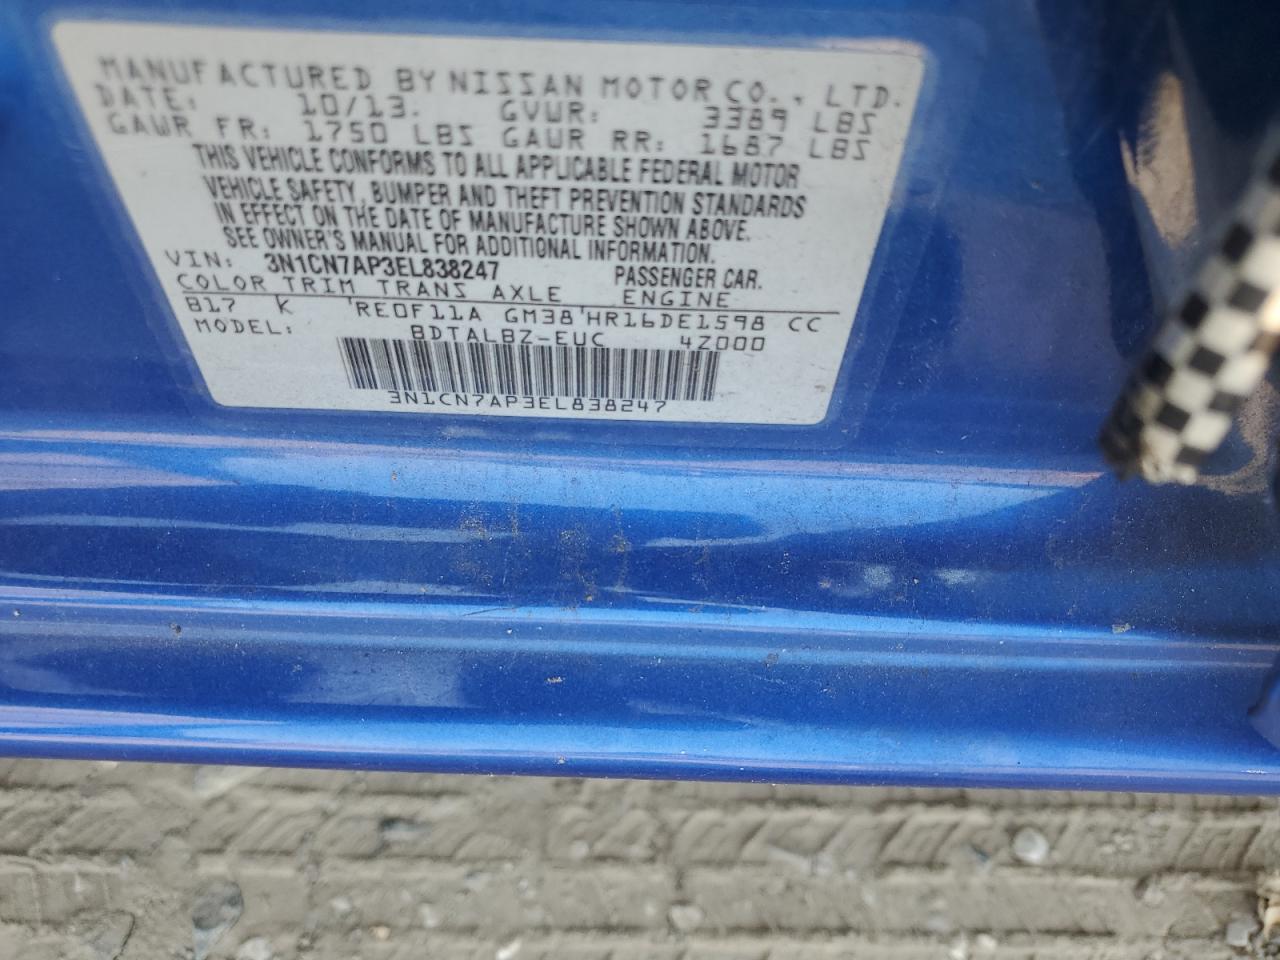 MANUFACTURED BY NISSAN MOTOR CO., LTD.
DATE: 10/13. GVWR: 3389 LBS
GAWR FR: 1750 LBS GAWR RR: 1687 LBS
THIS VEHICLE CONFORMS TO ALL APPLICABLE FEDERAL MOTOR
VEHICLE SAFETY, BUMPER AND THEFT PREVENTION STANDARDS
IN EFFECT ON THE DATE OF MANUFACTURE SHOWN ABOVE.
SEE OWNER'S MANUAL FOR ADDITIONAL INFORMATION.
VIN: 3N1CN7AP3EL838247 PASSENGER CAR.
COLOR TRIM TRANS AXLE ENGINE
B17 K 'RE0F11A GM38'HR16DE1598 CC
MODEL: BDTALBZ-EUC 4Z000
3N1CN7AP3EL838247